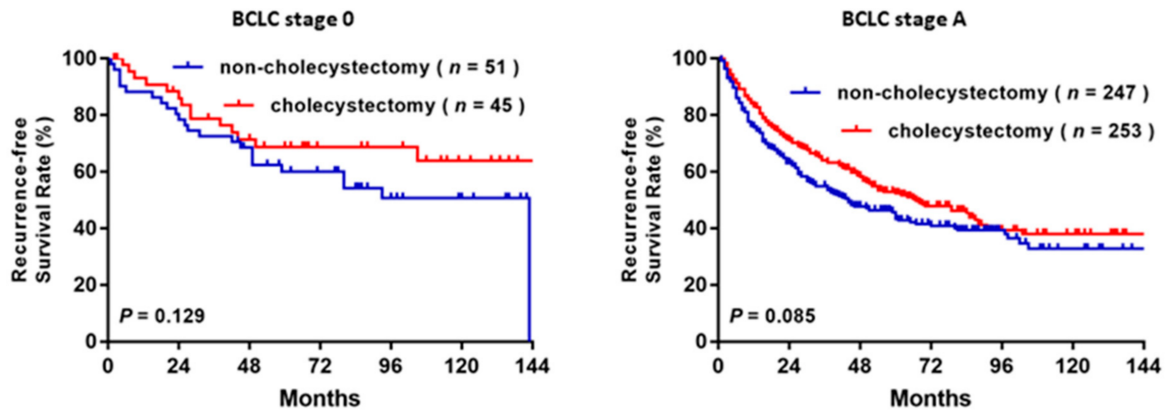 BCLC stage 0
Recurrence-free
Survival Rate (%)
100
80
60
40
20
0
non-cholecystectomy ( n = 51 )
cholecystectomy ( n = 45 )
P = 0.129
0 24 48 72 96 120 144
Months
BCLC stage A
Recurrence-free
Survival Rate (%)
100
80
60
40
20
0
non-cholecystectomy ( n = 247 )
cholecystectomy ( n = 253 )
P = 0.085
0 24 48 72 96 120 144
Months